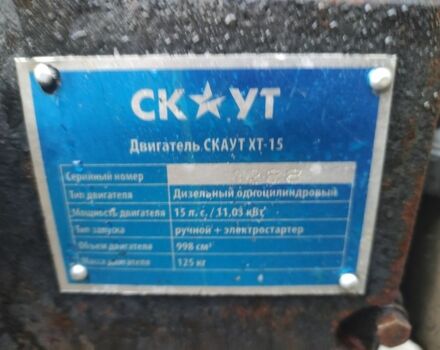 СК★УТ
Двигатель СКАУТ ХТ-15
Серийный номер
Тип двигателя Дизельный одноцилиндровый
Мощность двигателя 15 л. с. / 11,03 кВт
Тип запуска ручной + электростартер
Объем двигателя 998 см³
Масса двигателя 125 кг